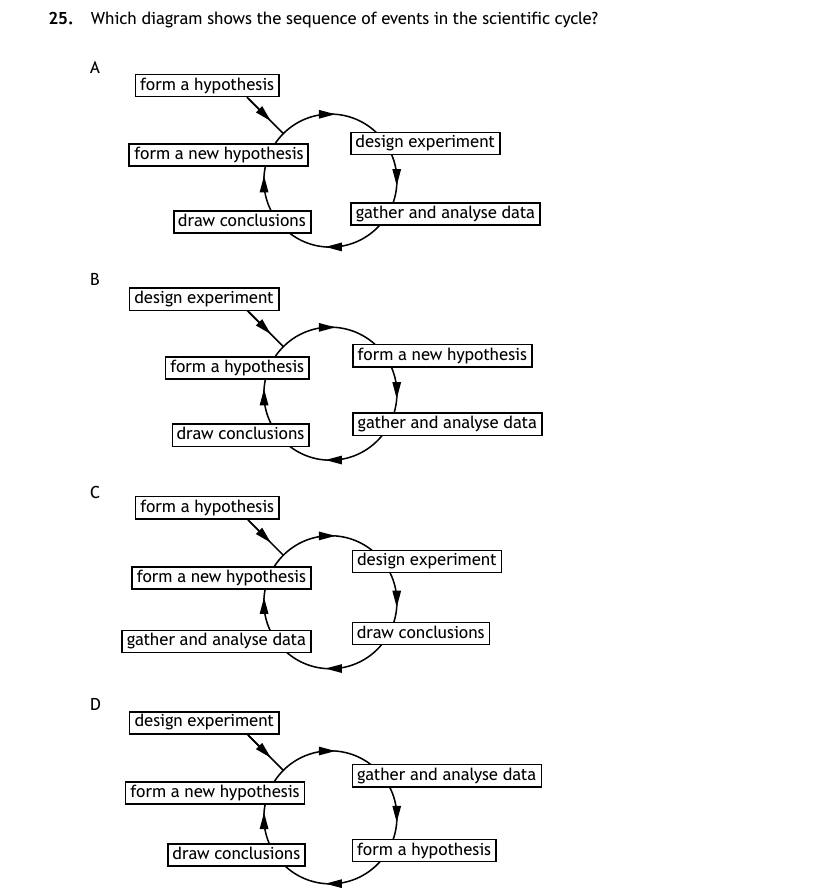 25. Which diagram shows the sequence of events in the scientific cycle?
A
form a hypothesis
design experiment
form a new hypothesis
gather and analyse data
draw conclusions
B
design experiment
form a new hypothesis
form a hypothesis
gather and analyse data
draw conclusions
C
form a hypothesis
design experiment
form a new hypothesis
draw conclusions
gather and analyse data
D
design experiment
gather and analyse data
form a new hypothesis
form a hypothesis
draw conclusions